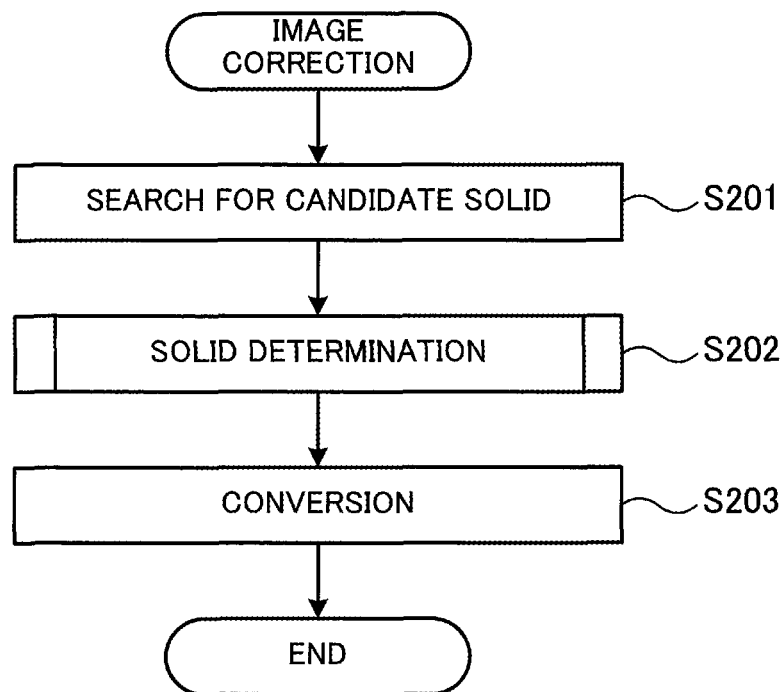 IMAGE
CORRECTION
SEARCH FOR CANDIDATE SOLID
S201
SOLID DETERMINATION
S202
CONVERSION
S203
END